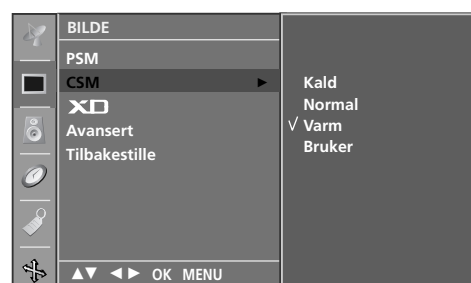 BILDE
PSM
CSM ►
XD
Avansert
Tilbakestille
Kald
Normal
√ Varm
Bruker
▲▼ ◄► OK MENU